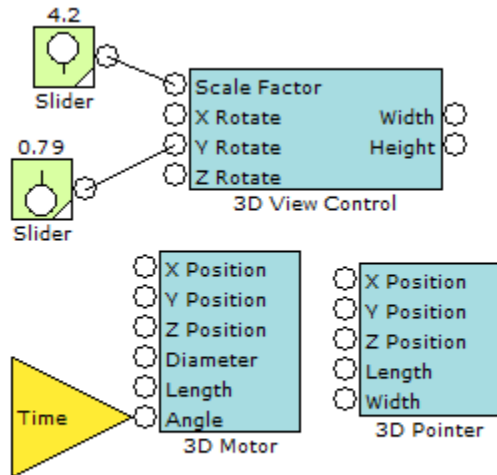 4.2
Slider
Scale Factor
X Rotate
Width
Y Rotate
Height
Z Rotate
3D View Control
0.79
Slider
X Position
Y Position
Z Position
Diameter
Length
Angle
3D Motor
Time
X Position
Y Position
Z Position
Length
Width
3D Pointer